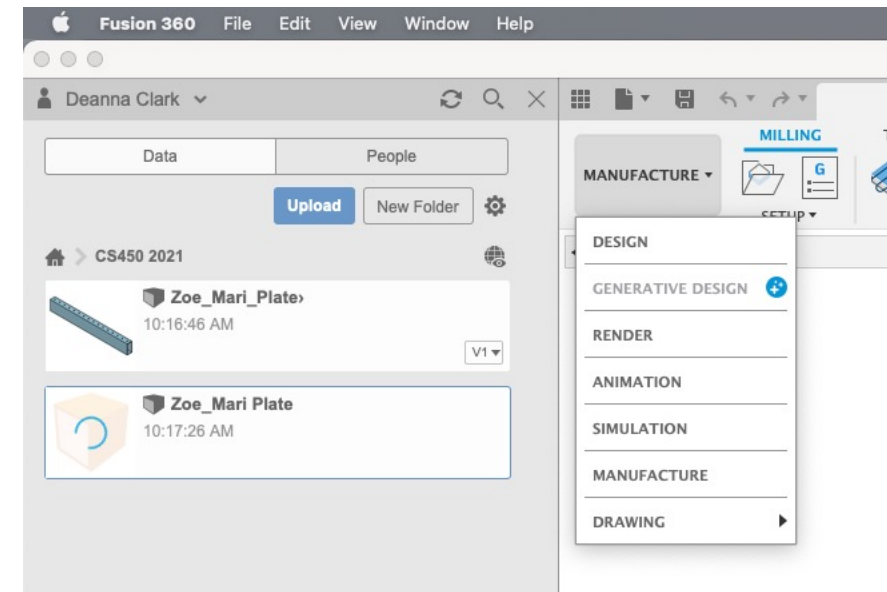 Fusion 360 File Edit View Window Help
Deanna Clark
Data People
Upload New Folder
CS450 2021
Zoe_Mari_Plate›
10:16:46 AM
V1
Zoe_Mari Plate
10:17:26 AM
MANUFACTURE
MILLING
T
G
SETUP
DESIGN
GENERATIVE DESIGN
RENDER
ANIMATION
SIMULATION
MANUFACTURE
DRAWING